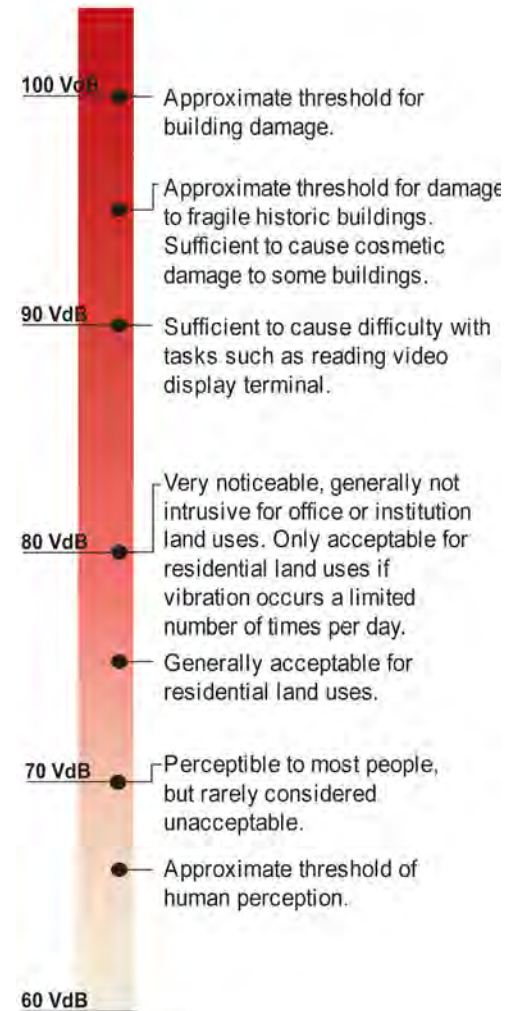 100 VdB
Approximate threshold for
building damage.
Approximate threshold for damage
to fragile historic buildings.
Sufficient to cause cosmetic
damage to some buildings.
90 VdB
Sufficient to cause difficulty with
tasks such as reading video
display terminal.
Very noticeable, generally not
intrusive for office or institution
land uses. Only acceptable for
80 VdB
residential land uses if
vibration occurs a limited
number of times per day.
Generally acceptable for
residential land uses.
70 VdB
Perceptible to most people,
but rarely considered
unacceptable.
Approximate threshold of
human perception.
60 VdB